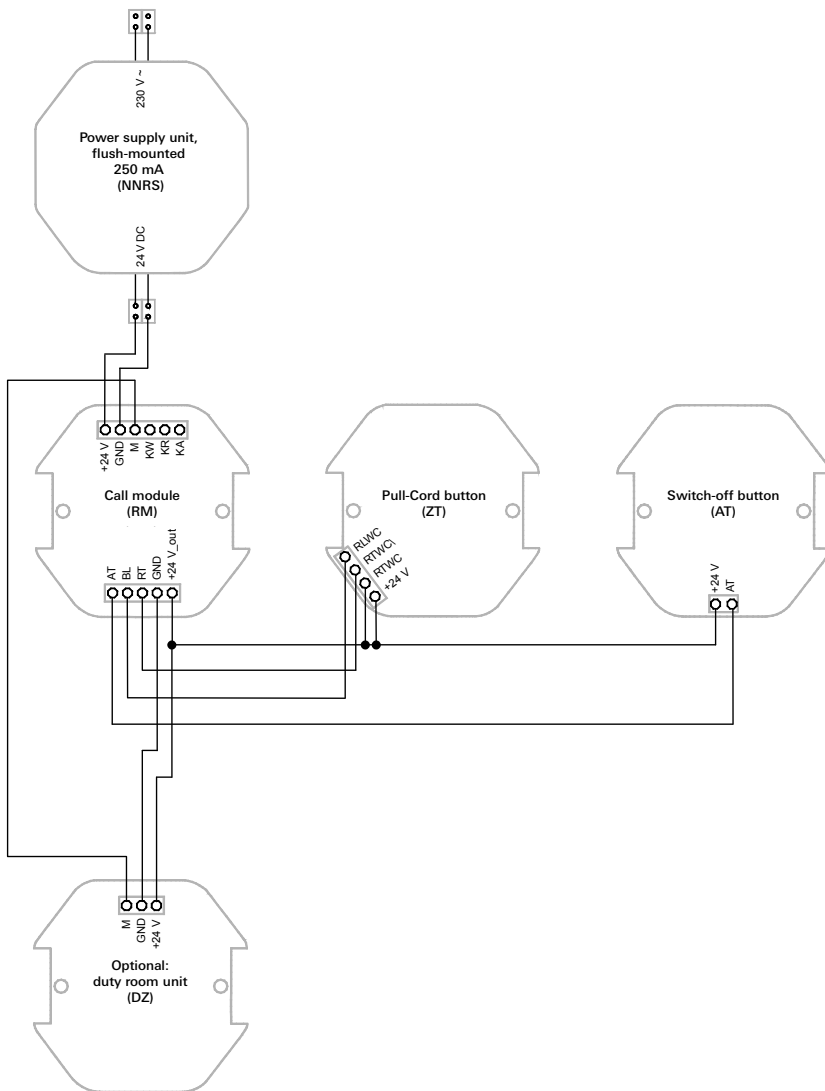 230 V ~
Power supply unit,
flush-mounted
250 mA
(NNRS)
24 V DC
+24 V
GND
M
KW
KR
KA
Call module
(RM)
AT
BL
RT
GND
+24 V_out
Pull-Cord button
(ZT)
RLWC
RTWC\
RTWC
+24 V
Switch-off button
(AT)
+24 V
AT
M
GND
+24 V
Optional:
duty room unit
(DZ)